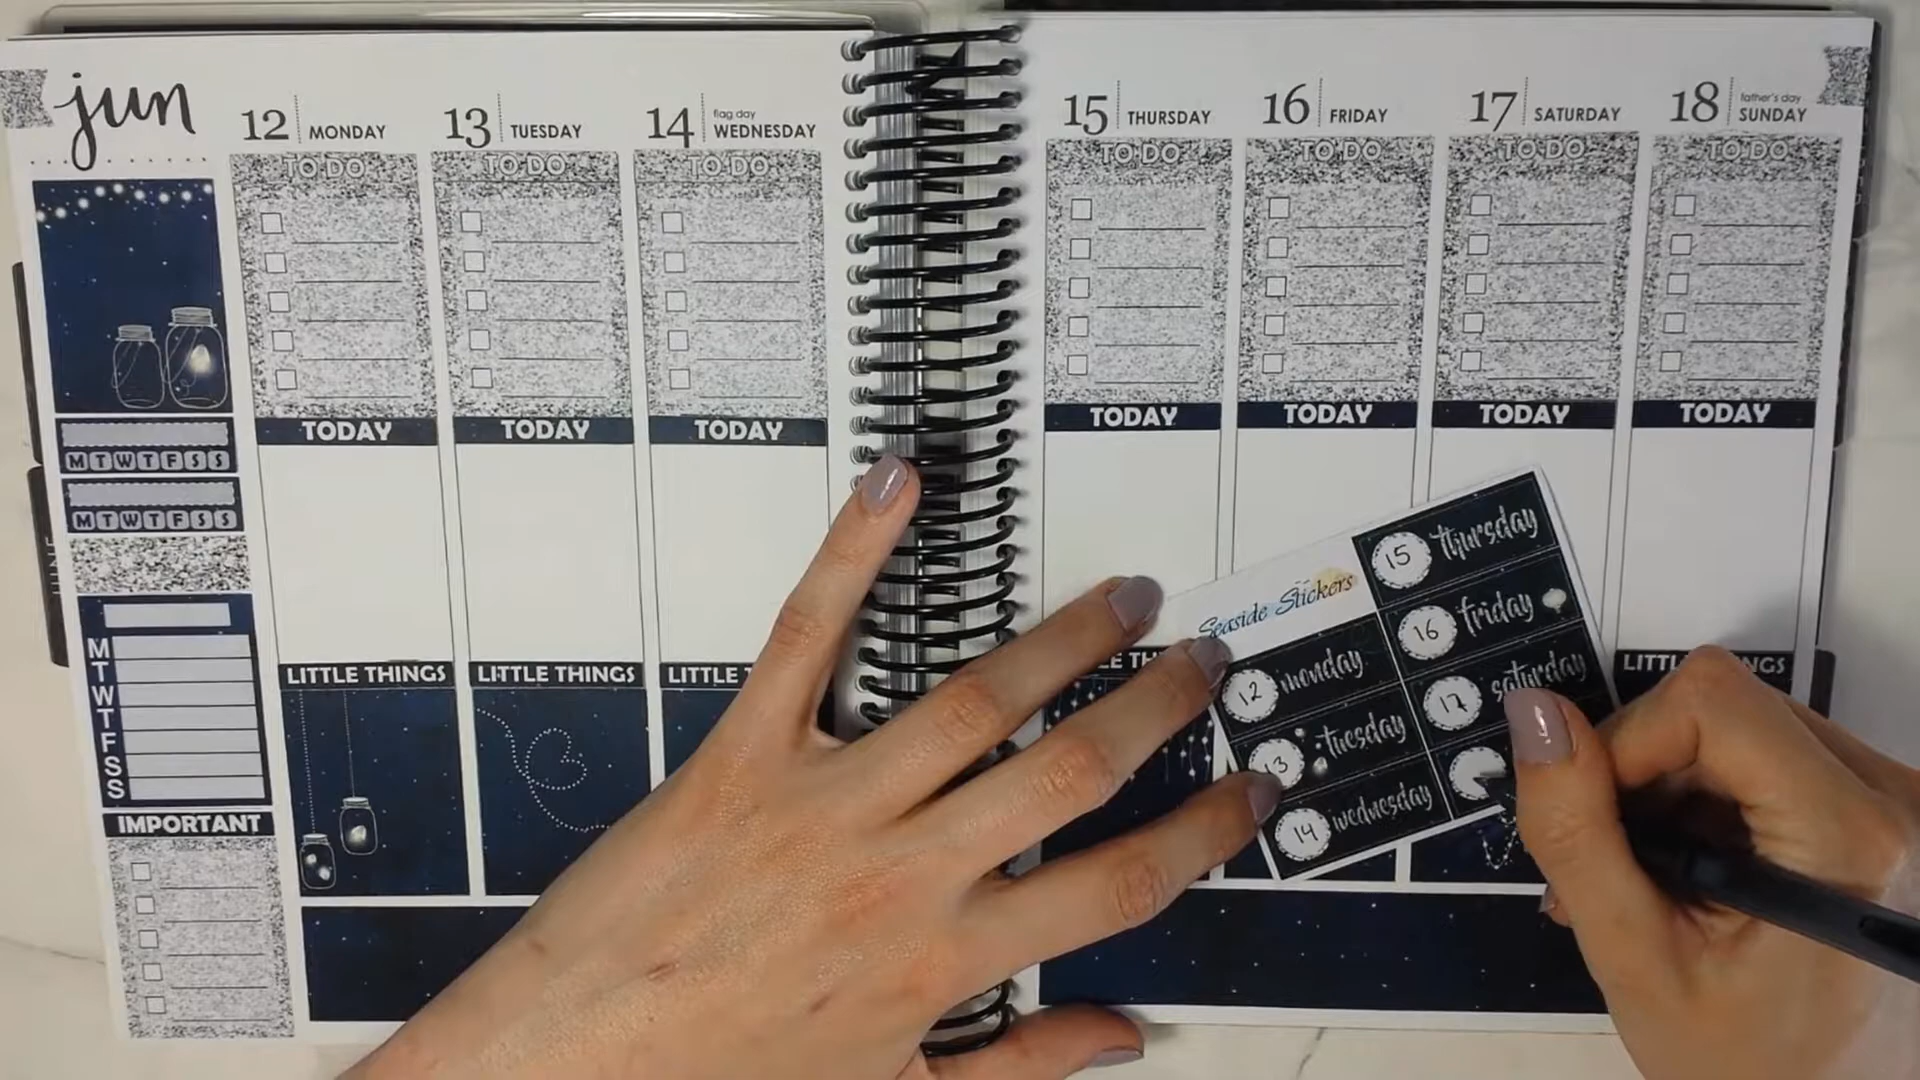 jun
12 MONDAY
13 TUESDAY
14 flag day WEDNESDAY
15 THURSDAY
16 FRIDAY
17 SATURDAY
18 father's day SUNDAY
TO DO
TO DO
TO DO
TO DO
TO DO
TO DO
TO DO
TODAY
TODAY
TODAY
TODAY
TODAY
TODAY
TODAY
M T W T F S S
M T W T F S S
JUNE
M
T
W
T
F
S
S
IMPORTANT
LITTLE THINGS
LITTLE THINGS
LITTLE
Seaside Stickers
12 monday
13 tuesday
14 wednesday
15 thursday
16 friday
17 saturday